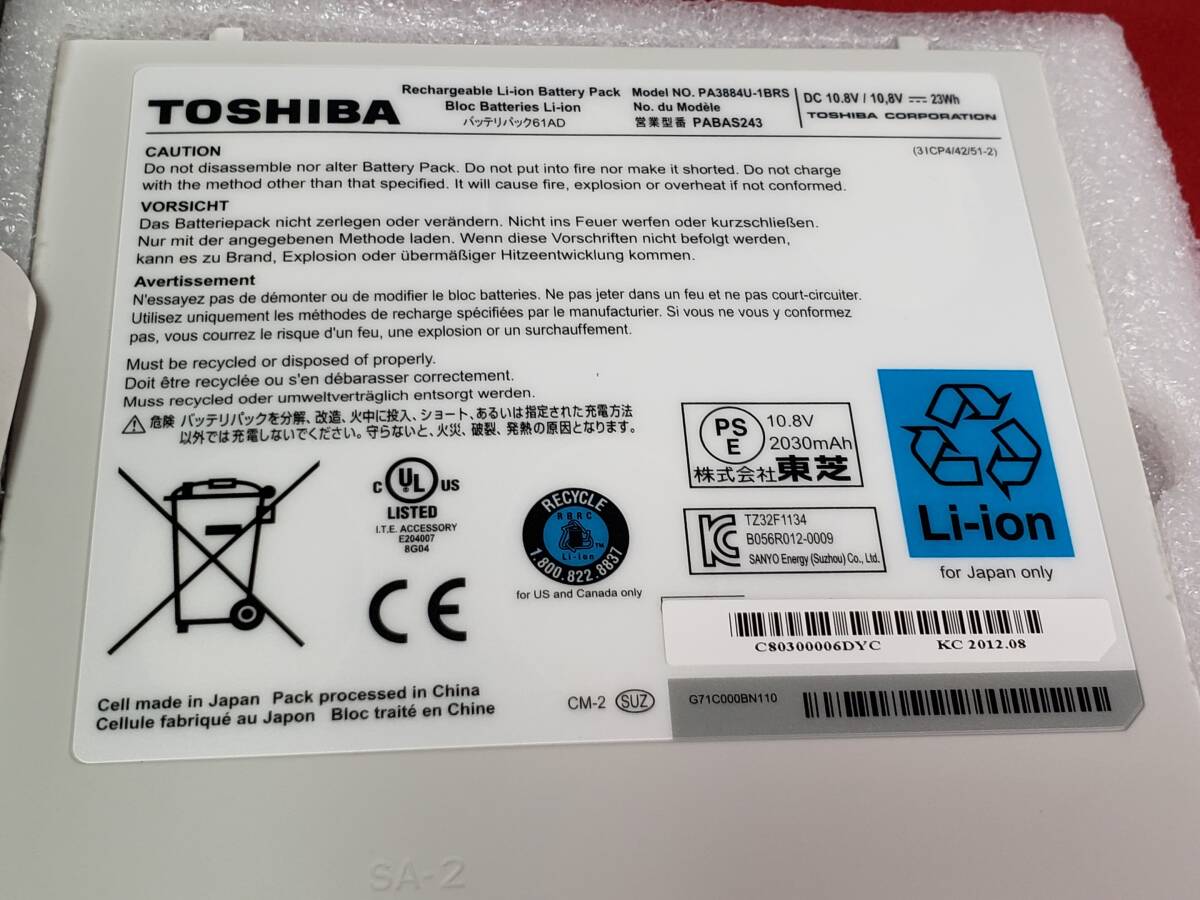 TOSHIBA
Rechargeable Li-ion Battery Pack
Bloc Batteries Li-ion
バッテリパック61AD
Model NO. PA3884U-1BRS
No. du Modèle
営業型番 PABAS243
DC 10.8V / 10,8V ⎓ 23Wh
TOSHIBA CORPORATION
(3ICP4/42/51-2)
CAUTION
Do not disassemble nor alter Battery Pack. Do not put into fire nor make it shorted. Do not charge
with the method other than that specified. It will cause fire, explosion or overheat if not conformed.
VORSICHT
Das Batteriepack nicht zerlegen oder verändern. Nicht ins Feuer werfen oder kurzschließen.
Nur mit der angegebenen Methode laden. Wenn diese Vorschriften nicht befolgt werden,
kann es zu Brand, Explosion oder übermäßiger Hitzeentwicklung kommen.
Avertissement
N'essayez pas de démonter ou de modifier le bloc batteries. Ne pas jeter dans un feu et ne pas court-circuiter.
Utilisez uniquement les méthodes de recharge spécifiées par le manufacturier. Si vous ne vous y conformez
pas, vous courrez le risque d'un feu, une explosion or un surchauffement.
Must be recycled or disposed of properly.
Doit être recyclée ou s'en débarasser correctement.
Muss recycled oder umweltverträglich entsorgt werden.
⚠ 危険 バッテリパックを分解、改造、火中に投入、ショート、あるいは指定された充電方法
以外では充電しないでください。守らないと、火災、破裂、発熱の原因となります。
PS
E
10.8V
2030mAh
株式会社 東芝
Li-ion
for Japan only
C UL US
LISTED
I.T.E. ACCESSORY
E204007
8G04
RECYCLE
RBRC
Li-ion
TM
1.800.822.8837
for US and Canada only
KC
TZ32F1134
B056R012-0009
SANYO Energy (Suzhou) Co., Ltd.
CE
C80300006DYC KC 2012.08
G71C000BN110
Cell made in Japan Pack processed in China
Cellule fabriqué au Japon Bloc traité en Chine
CM-2 SUZ
SA-2